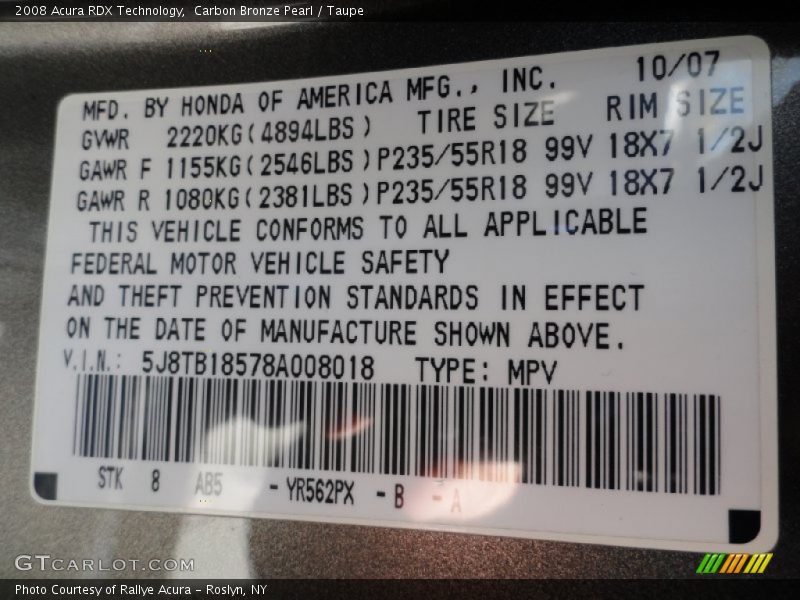 2008 Acura RDX Technology, Carbon Bronze Pearl / Taupe
MFD. BY HONDA OF AMERICA MFG., INC. 10/07
GVWR 2220KG(4894LBS) TIRE SIZE RIM SIZE
GAWR F 1155KG(2546LBS)P235/55R18 99V 18X7 1/2J
GAWR R 1080KG(2381LBS)P235/55R18 99V 18X7 1/2J
THIS VEHICLE CONFORMS TO ALL APPLICABLE
FEDERAL MOTOR VEHICLE SAFETY
AND THEFT PREVENTION STANDARDS IN EFFECT
ON THE DATE OF MANUFACTURE SHOWN ABOVE.
V.I.N.: 5J8TB18578A008018 TYPE: MPV
STK 8 AB5 -YR562PX -B -A
GTCARLOT.COM
Photo Courtesy of Rallye Acura - Roslyn, NY